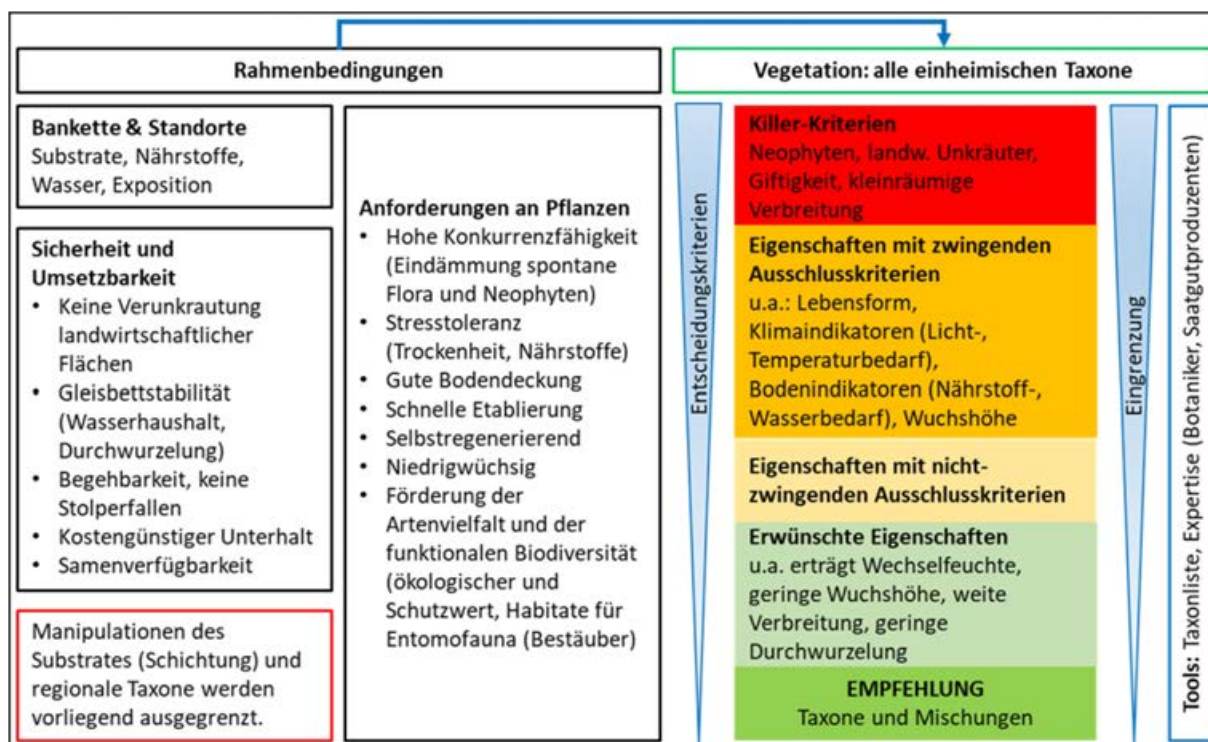 Rahmenbedingungen
Bankette & Standorte
Substrate, Nährstoffe,
Wasser, Exposition
Sicherheit und
Umsetzbarkeit
• Keine Verunkrautung
landwirtschaftlicher
Flächen
• Gleisbettstabilität
(Wasserhaushalt,
Durchwurzelung)
• Begehbarkeit, keine
Stolperfallen
• Kostengünstiger Unterhalt
• Samenverfügbarkeit
Manipulationen des
Substrates (Schichtung) und
regionale Taxone werden
vorliegend ausgegrenzt.
Anforderungen an Pflanzen
• Hohe Konkurrenzfähigkeit
(Eindämmung spontane
Flora und Neophyten)
• Stresstoleranz
(Trockenheit, Nährstoffe)
• Gute Bodendeckung
• Schnelle Etablierung
• Selbstregenerierend
• Niedrigwüchsig
• Förderung der
Artenvielfalt und der
funktionalen Biodiversität
(ökologischer und
Schutzwert, Habitate für
Entomofauna (Bestäuber)
Vegetation: alle einheimischen Taxone
Entscheidungskriterien
Killer-Kriterien
Neophyten, landw. Unkräuter,
Giftigkeit, kleinräumige
Verbreitung
Eigenschaften mit zwingenden
Ausschlusskriterien
u.a.: Lebensform,
Klimaindikatoren (Licht-,
Temperaturbedarf),
Bodenindikatoren (Nährstoff-,
Wasserbedarf), Wuchshöhe
Eigenschaften mit nicht-
zwingenden Ausschlusskriterien
Erwünschte Eigenschaften
u.a. erträgt Wechselfeuchte,
geringe Wuchshöhe, weite
Verbreitung, geringe
Durchwurzelung
EMPFEHLUNG
Taxone und Mischungen
Eingrenzung
Tools: Taxonliste, Expertise (Botaniker, Saatgutproduzenten)